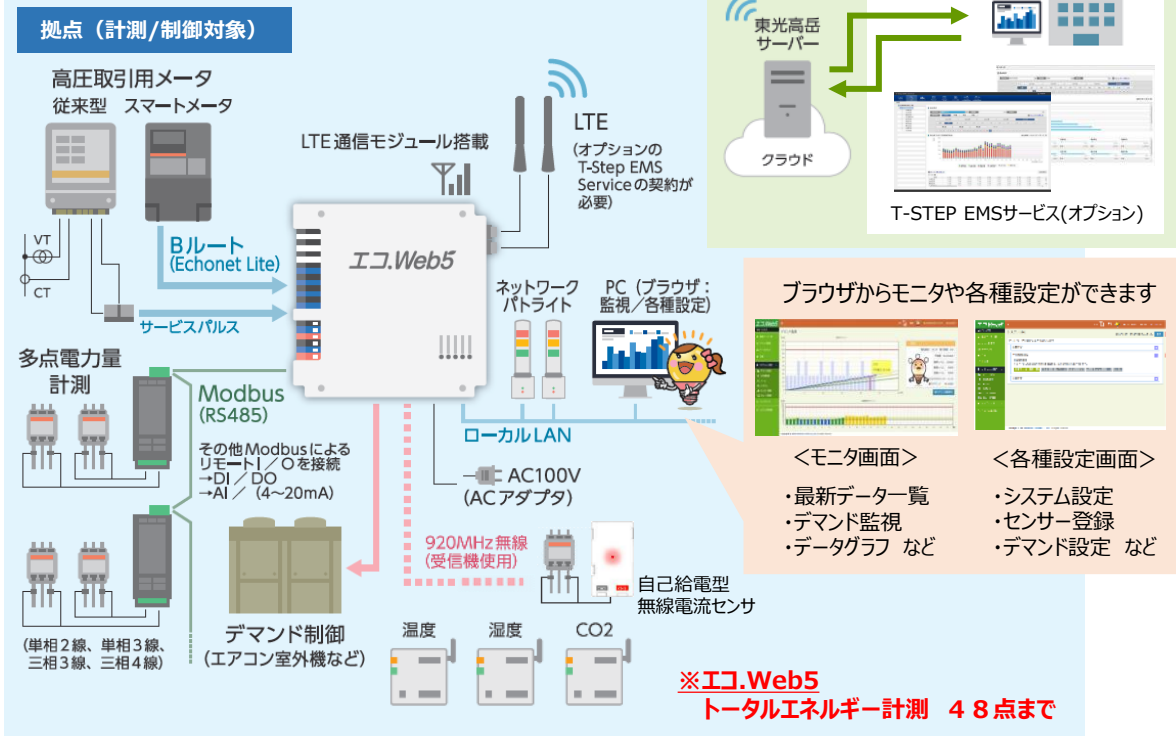 拠点（計測/制御対象）
高圧取引用メータ
従来型 スマートメータ
VT
CT
Bルート
(Echonet Lite)
サービスパルス
LTE通信モジュール搭載
LTE
(オプションの
T-Step EMS
Serviceの契約が
必要)
エコ.Web5
東光高岳
サーバー
クラウド
T-STEP EMSサービス(オプション)
ネットワーク
パトライト
PC（ブラウザ：
監視／各種設定)
ローカルLAN
AC100V
(ACアダプタ)
多点電力量
計測
Modbus
(RS485)
その他Modbusによる
リモートI／Oを接続
→DI／DO
→AI／（4～20mA)
(単相2線、単相3線、
三相3線、三相4線)
デマンド制御
(エアコン室外機など)
920MHz無線
(受信機使用)
自己給電型
無線電流センサ
温度
湿度
CO2
ブラウザからモニタや各種設定ができます
＜モニタ画面＞
・最新データ一覧
・デマンド監視
・データグラフ など
＜各種設定画面＞
・システム設定
・センサー登録
・デマンド設定 など
※エコ.Web5
トータルエネルギー計測 ４８点まで